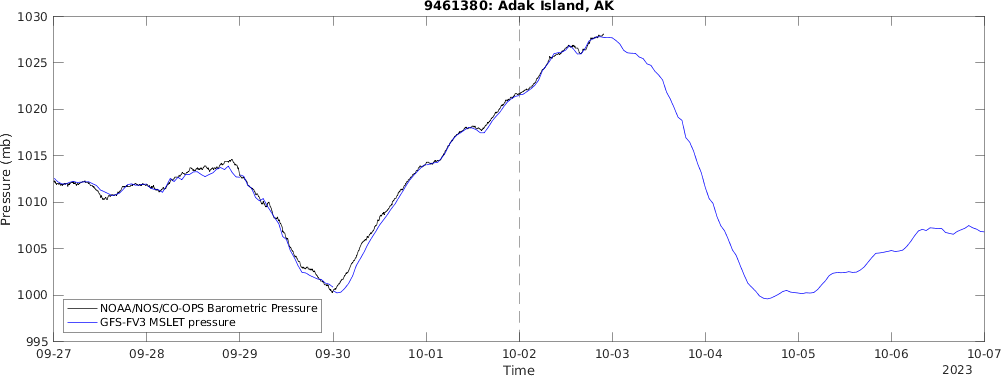 9461380: Adak Island, AK
1030
1025
1020
1015
1010
1005
1000
995
Pressure (mb)
NOAA/NOS/CO-OPS Barometric Pressure
GFS-FV3 MSLET pressure
09-27 09-28 09-29 09-30 10-01 10-02 10-03 10-04 10-05 10-06 10-07
Time
2023